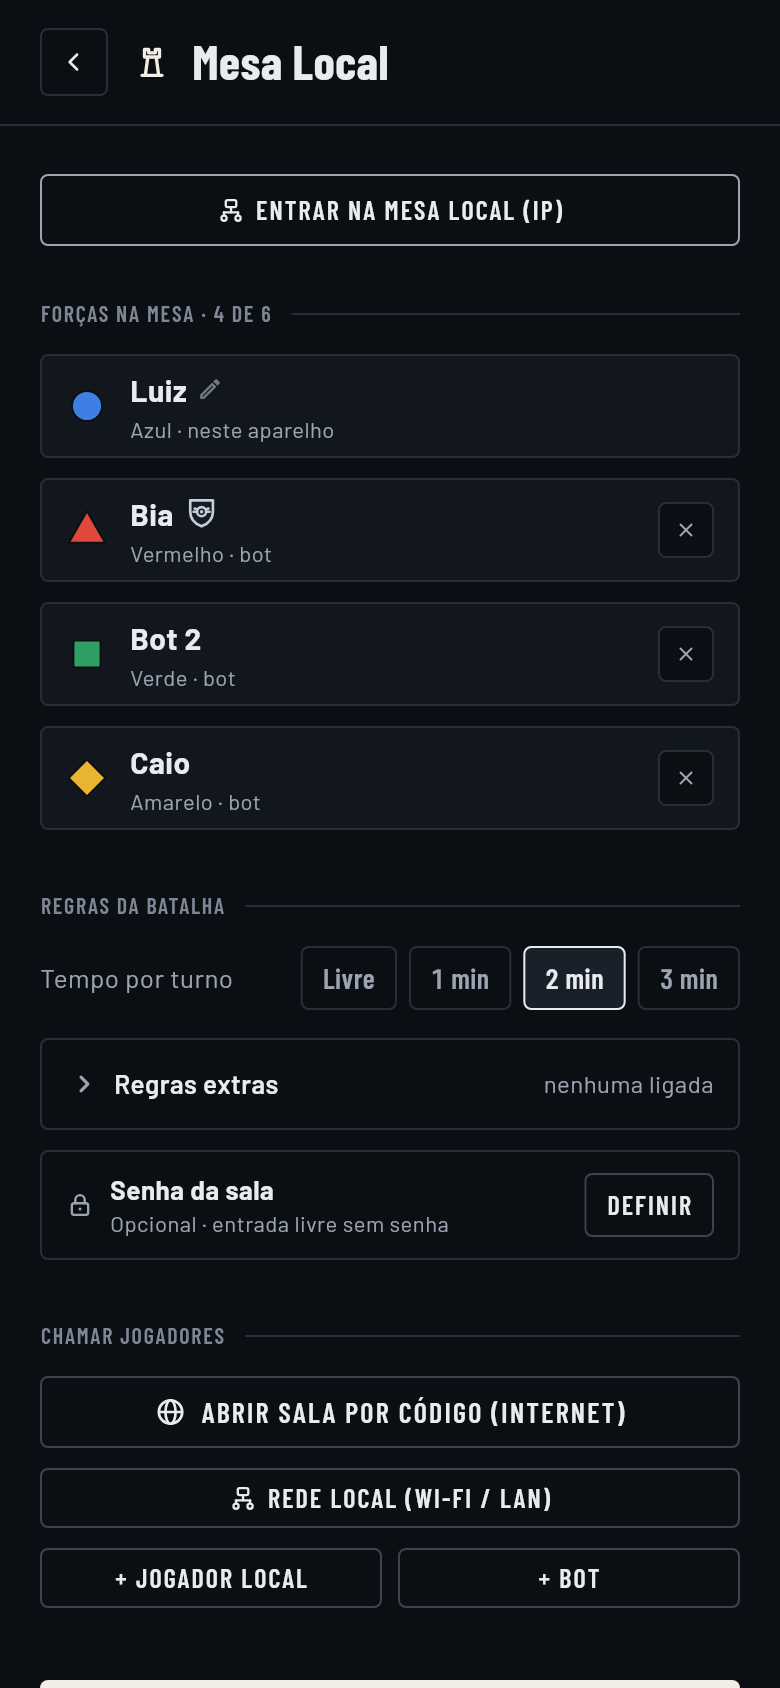 Mesa Local
ENTRAR NA MESA LOCAL (IP)
FORÇAS NA MESA · 4 DE 6
Luiz
Azul · neste aparelho
Bia
Vermelho · bot
Bot 2
Verde · bot
Caio
Amarelo · bot
REGRAS DA BATALHA
Tempo por turno Livre 1 min 2 min 3 min
Regras extras nenhuma ligada
Senha da sala
Opcional · entrada livre sem senha
DEFINIR
CHAMAR JOGADORES
ABRIR SALA POR CÓDIGO (INTERNET)
REDE LOCAL (WI-FI / LAN)
+ JOGADOR LOCAL + BOT